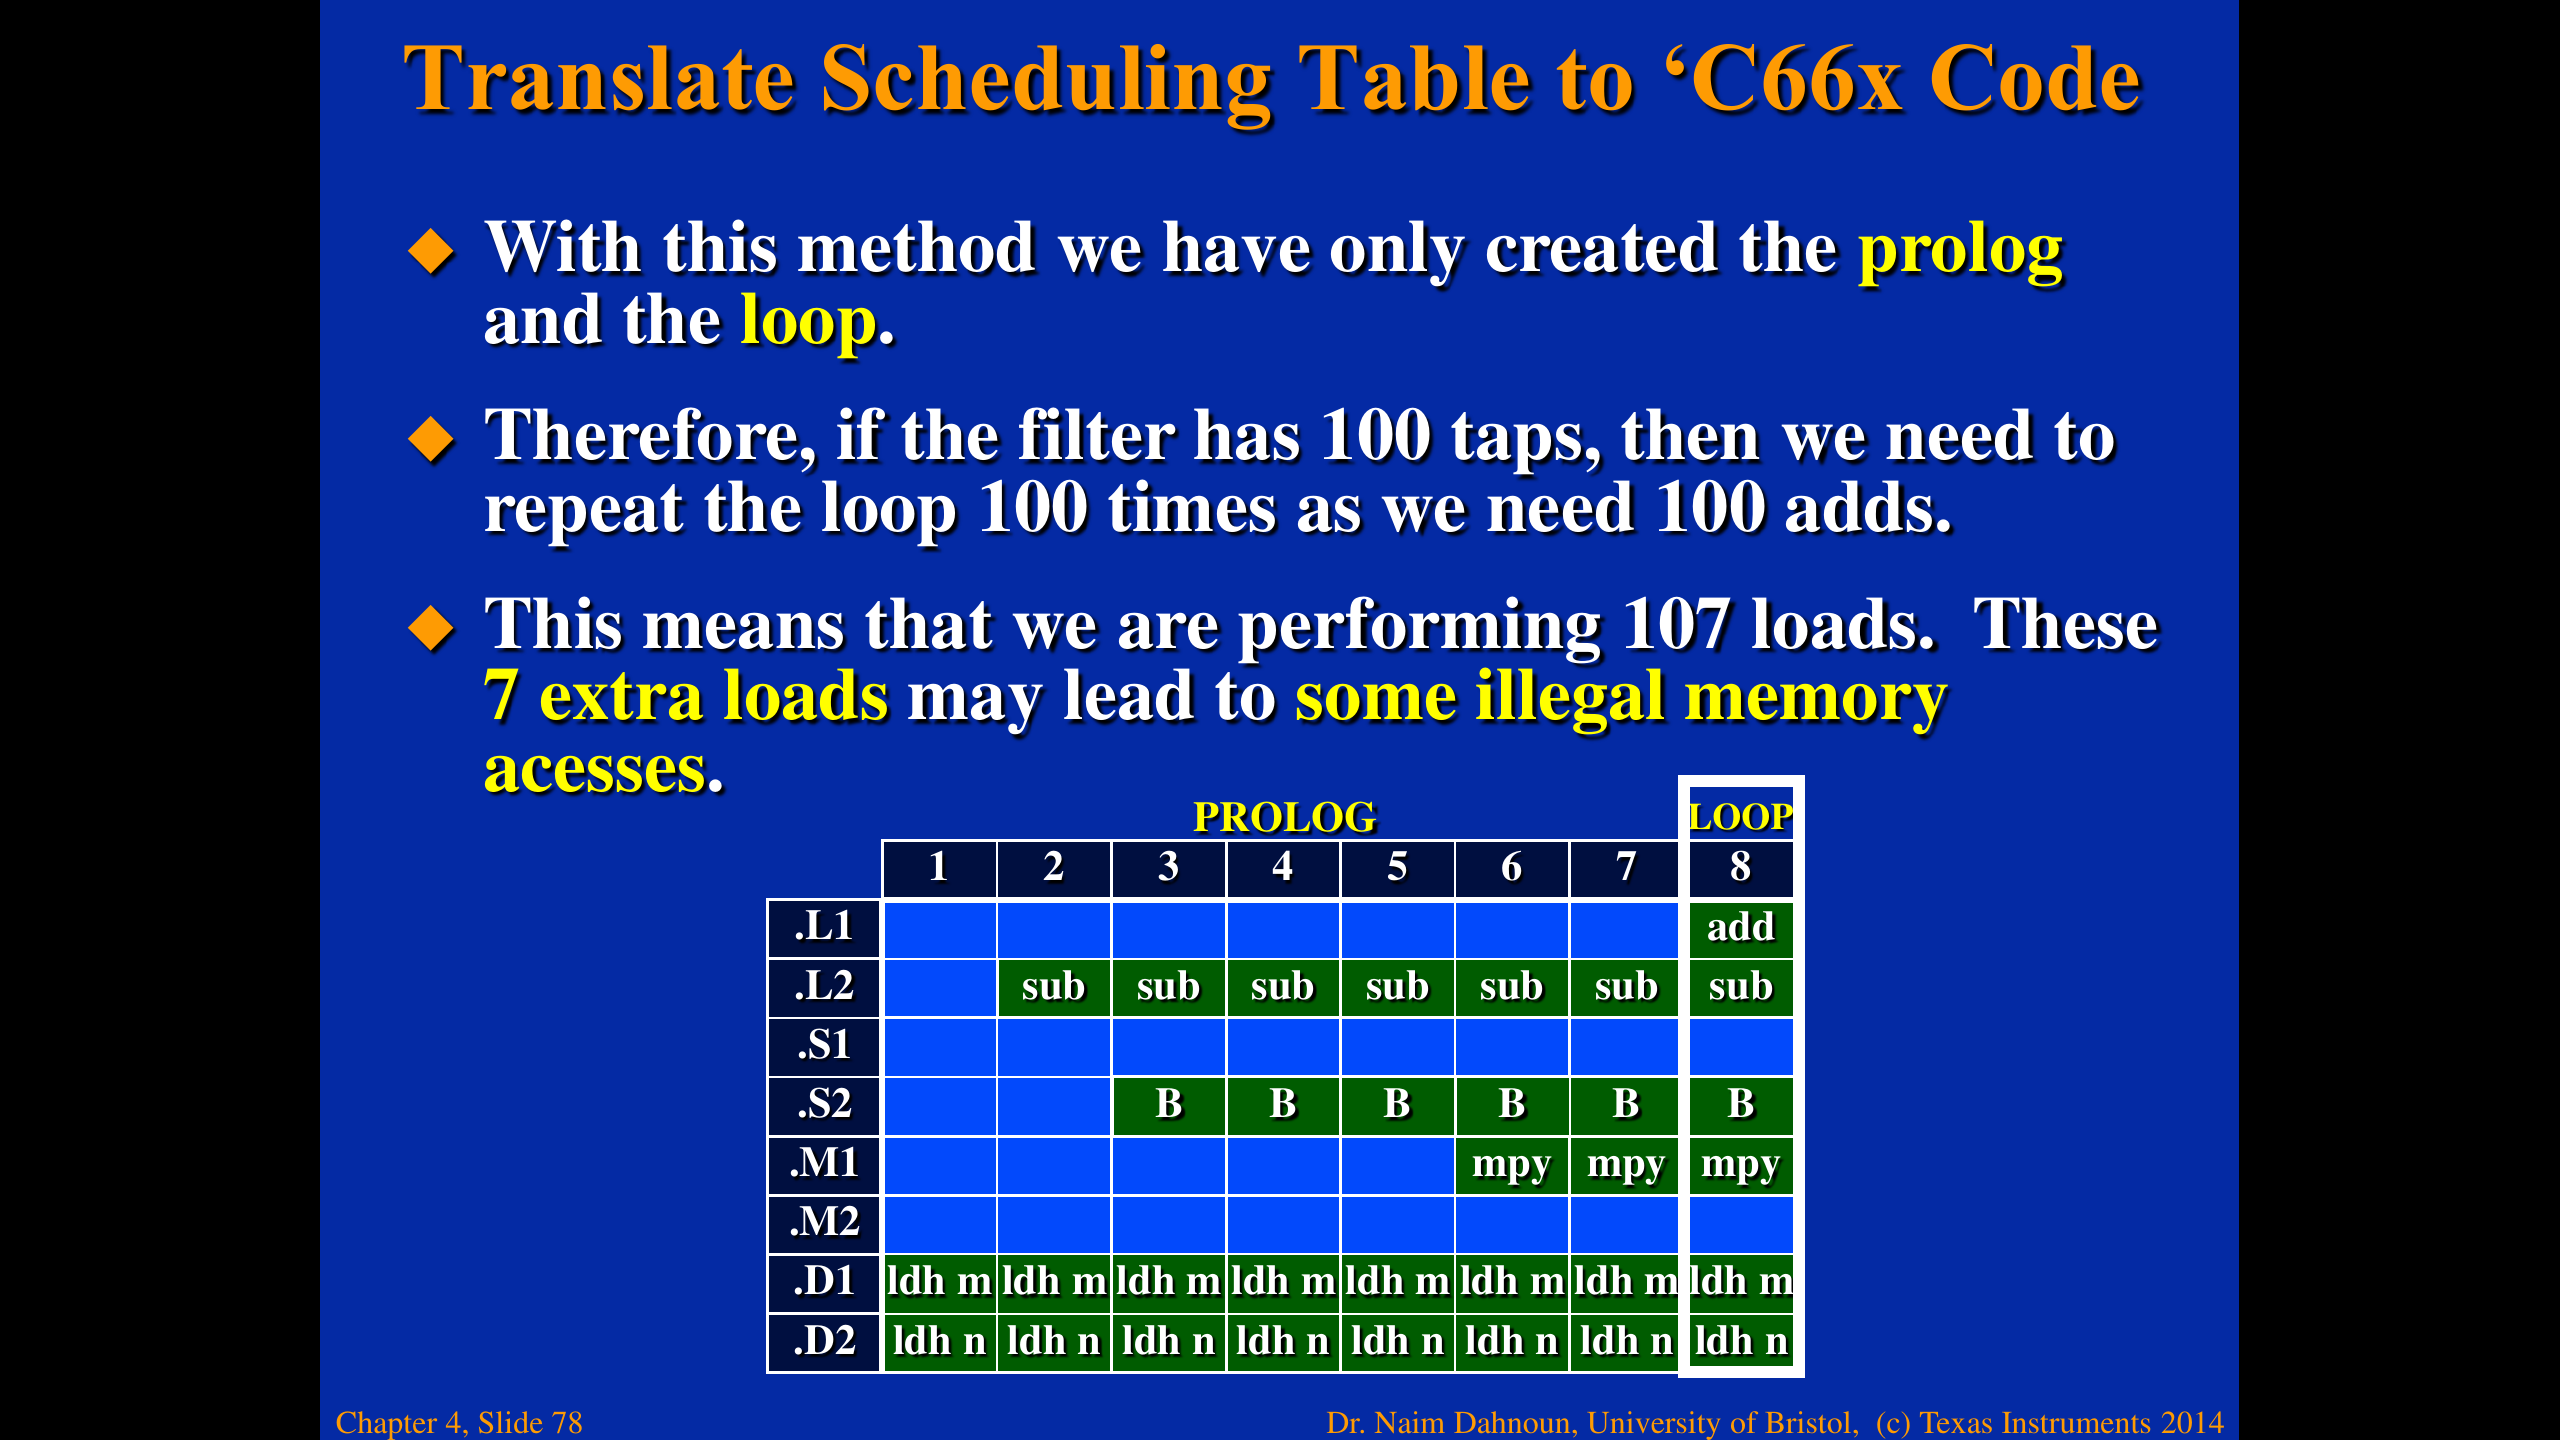 Translate Scheduling Table to ‘C66x Code
With this method we have only created the prolog
and the loop.
Therefore, if the filter has 100 taps, then we need to
repeat the loop 100 times as we need 100 adds.
This means that we are performing 107 loads.  These
7 extra loads may lead to some illegal memory
acesses.
PROLOG LOOP
1 2 3 4 5 6 7 8
.L1 add
.L2 sub sub sub sub sub sub sub
.S1
.S2 B B B B B B
.M1 mpy mpy mpy
.M2
.D1 ldh m ldh m ldh m ldh m ldh m ldh m ldh m ldh m
.D2 ldh n ldh n ldh n ldh n ldh n ldh n ldh n ldh n
Chapter 4, Slide 78 Dr. Naim Dahnoun, University of Bristol,  (c) Texas Instruments 2014